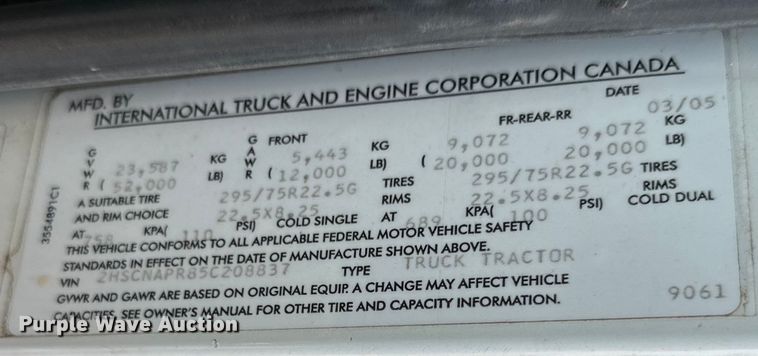 MFD. BY
INTERNATIONAL TRUCK AND ENGINE CORPORATION CANADA
DATE 03/05
GVWR 23,587 KG GAWR FRONT 5,443 KG FR-REAR-RR 9,072 9,072 KG
( 52,000 LB) ( 12,000 LB) ( 20,000 20,000 LB)
A SUITABLE TIRE 295/75R22.5G TIRES 295/75R22.5G TIRES
AND RIM CHOICE 22.5X8.25 RIMS 22.5X8.25 RIMS
AT 758 KPA( 110 PSI) COLD SINGLE AT 689 KPA( 100 PSI) COLD DUAL
THIS VEHICLE CONFORMS TO ALL APPLICABLE FEDERAL MOTOR VEHICLE SAFETY
STANDARDS IN EFFECT ON THE DATE OF MANUFACTURE SHOWN ABOVE.
VIN 2HSCNAPR85C208837 TYPE TRUCK TRACTOR
GVWR AND GAWR ARE BASED ON ORIGINAL EQUIP. A CHANGE MAY AFFECT VEHICLE
CAPACITIES, SEE OWNER'S MANUAL FOR OTHER TIRE AND CAPACITY INFORMATION.
9061
3554891C1
Purple Wave Auction